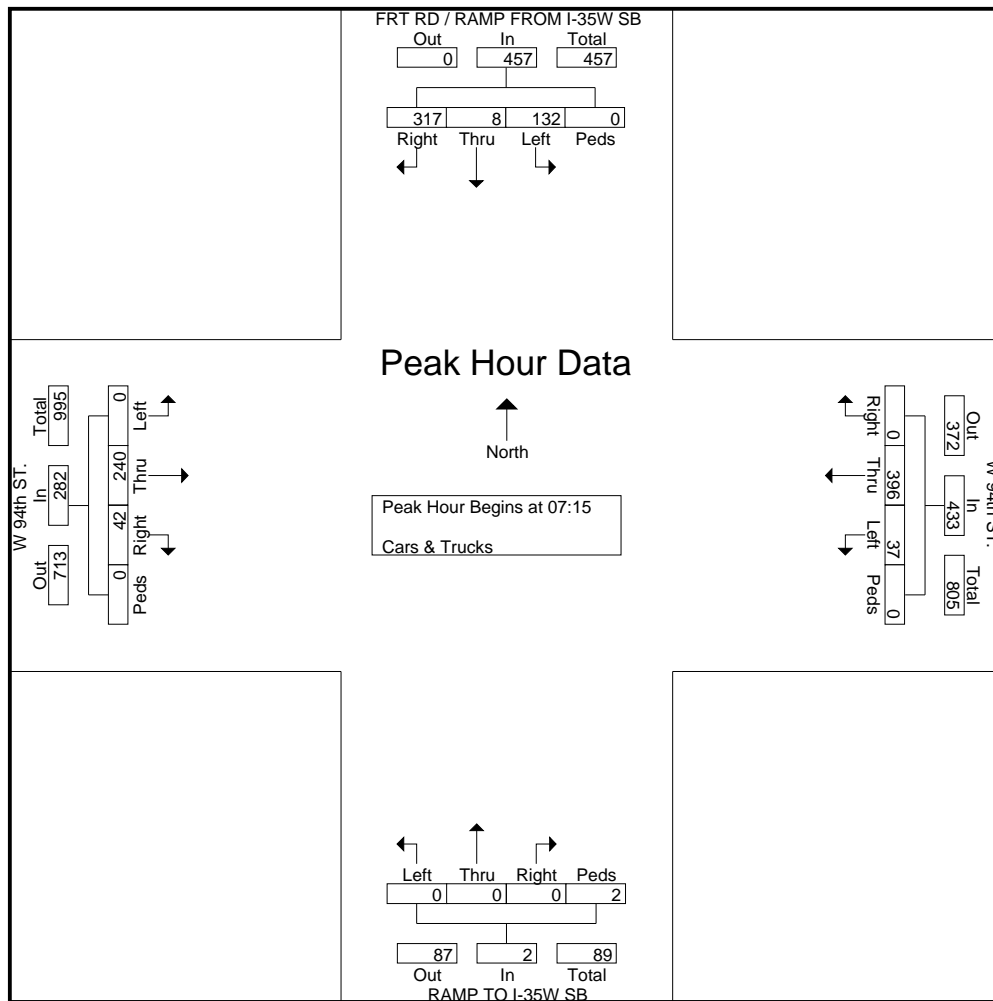 FRT RD / RAMP FROM I-35W SB
Out In Total
0 457 457
317 8 132 0
Right Thru Left Peds
Peak Hour Data
North
Peak Hour Begins at 07:15
Cars & Trucks
W 94th ST.
Total In Out
995 282 713
0 240 42 0
Left Thru Right Peds
Right Thru Left Peds
0 396 37 0
Out In Total
372 433 805
W 94th ST.
Left Thru Right Peds
0 0 0 2
87 2 89
Out In Total
RAMP TO I-35W SB